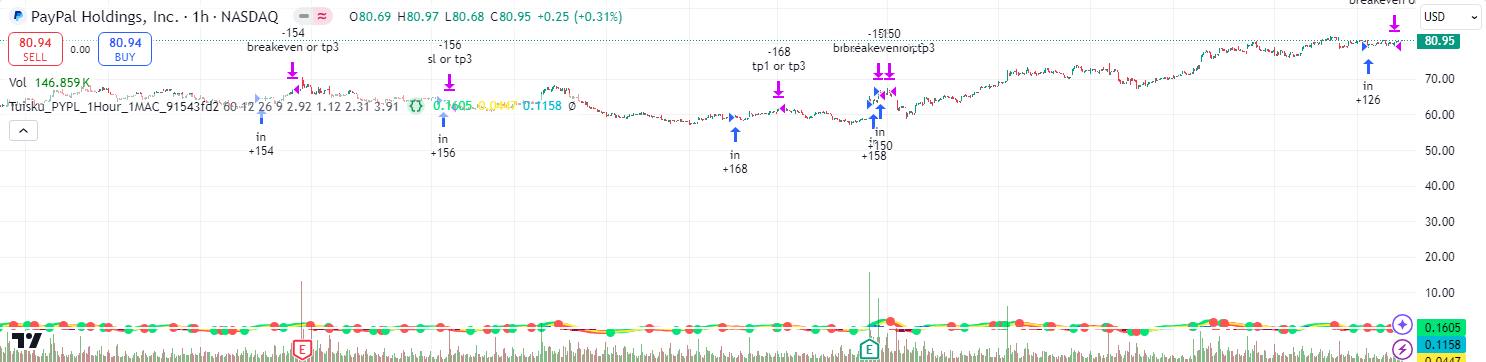 PayPal Holdings, Inc. · 1h · NASDAQ
O80.69 H80.97 L80.68 C80.95 +0.25 (+0.31%)
USD
80.94
SELL
0.00
80.94
BUY
Vol 146.859 K
Tuisku_PYPL_1Hour_1MAC_91543fd2 60 12 26 9 2.92 1.12 2.31 3.91 {} 0.1605 0.0447 0.1158 Ø
-154
breakeven or tp3
-156
sl or tp3
-168
tp1 or tp3
in
+154
in
+156
in
+168
in
+150
+158
in
+126
80.95
70.00
60.00
50.00
40.00
30.00
20.00
10.00
0.1605
0.1158
0.0447
E
E